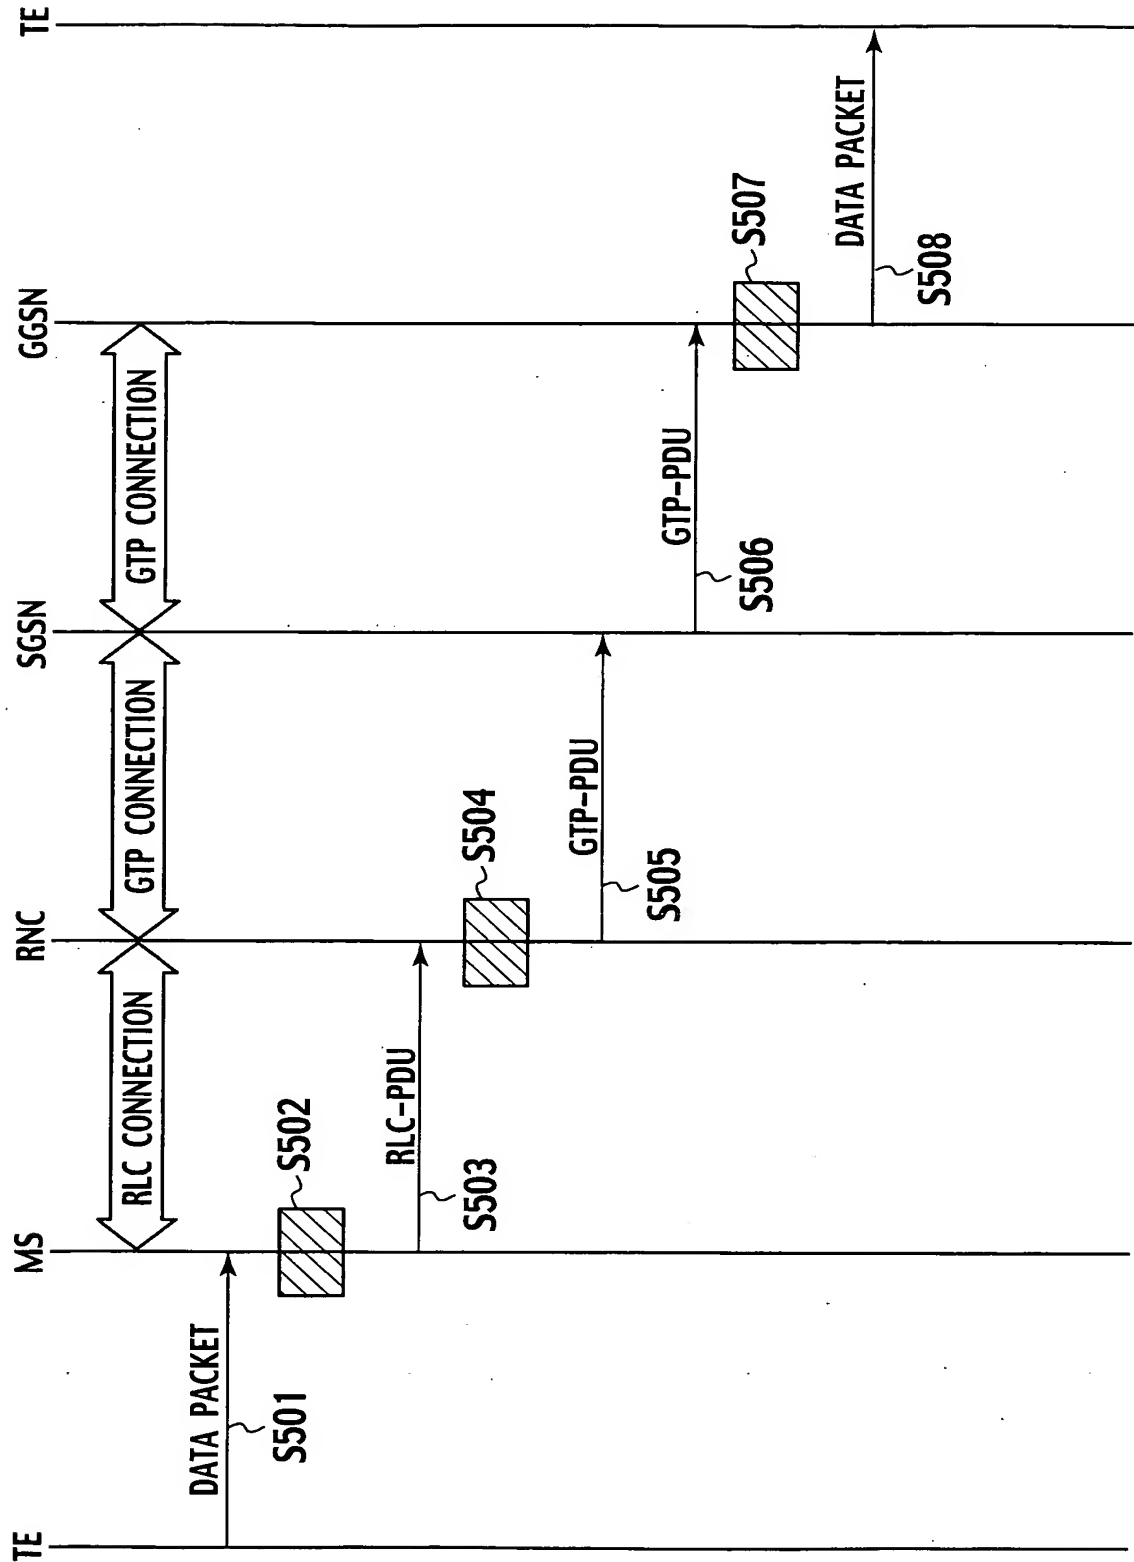 TE
MS
RNC
SGSN
GGSN
TE
RLC CONNECTION
GTP CONNECTION
GTP CONNECTION
DATA PACKET
S501
S502
RLC-PDU
S503
S504
GTP-PDU
S505
GTP-PDU
S506
S507
DATA PACKET
S508